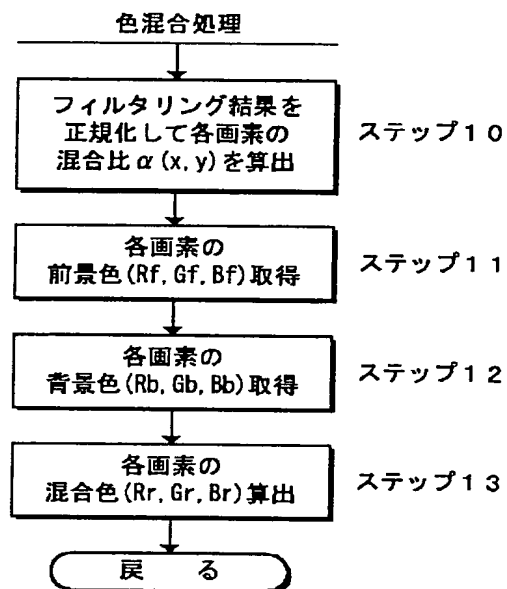 色混合処理
フィルタリング結果を
正規化して各画素の
混合比α(x, y)を算出
ステップ10
各画素の
前景色(Rf, Gf, Bf)取得
ステップ11
各画素の
背景色(Rb, Gb, Bb)取得
ステップ12
各画素の
混合色(Rr, Gr, Br)算出
ステップ13
戻 る